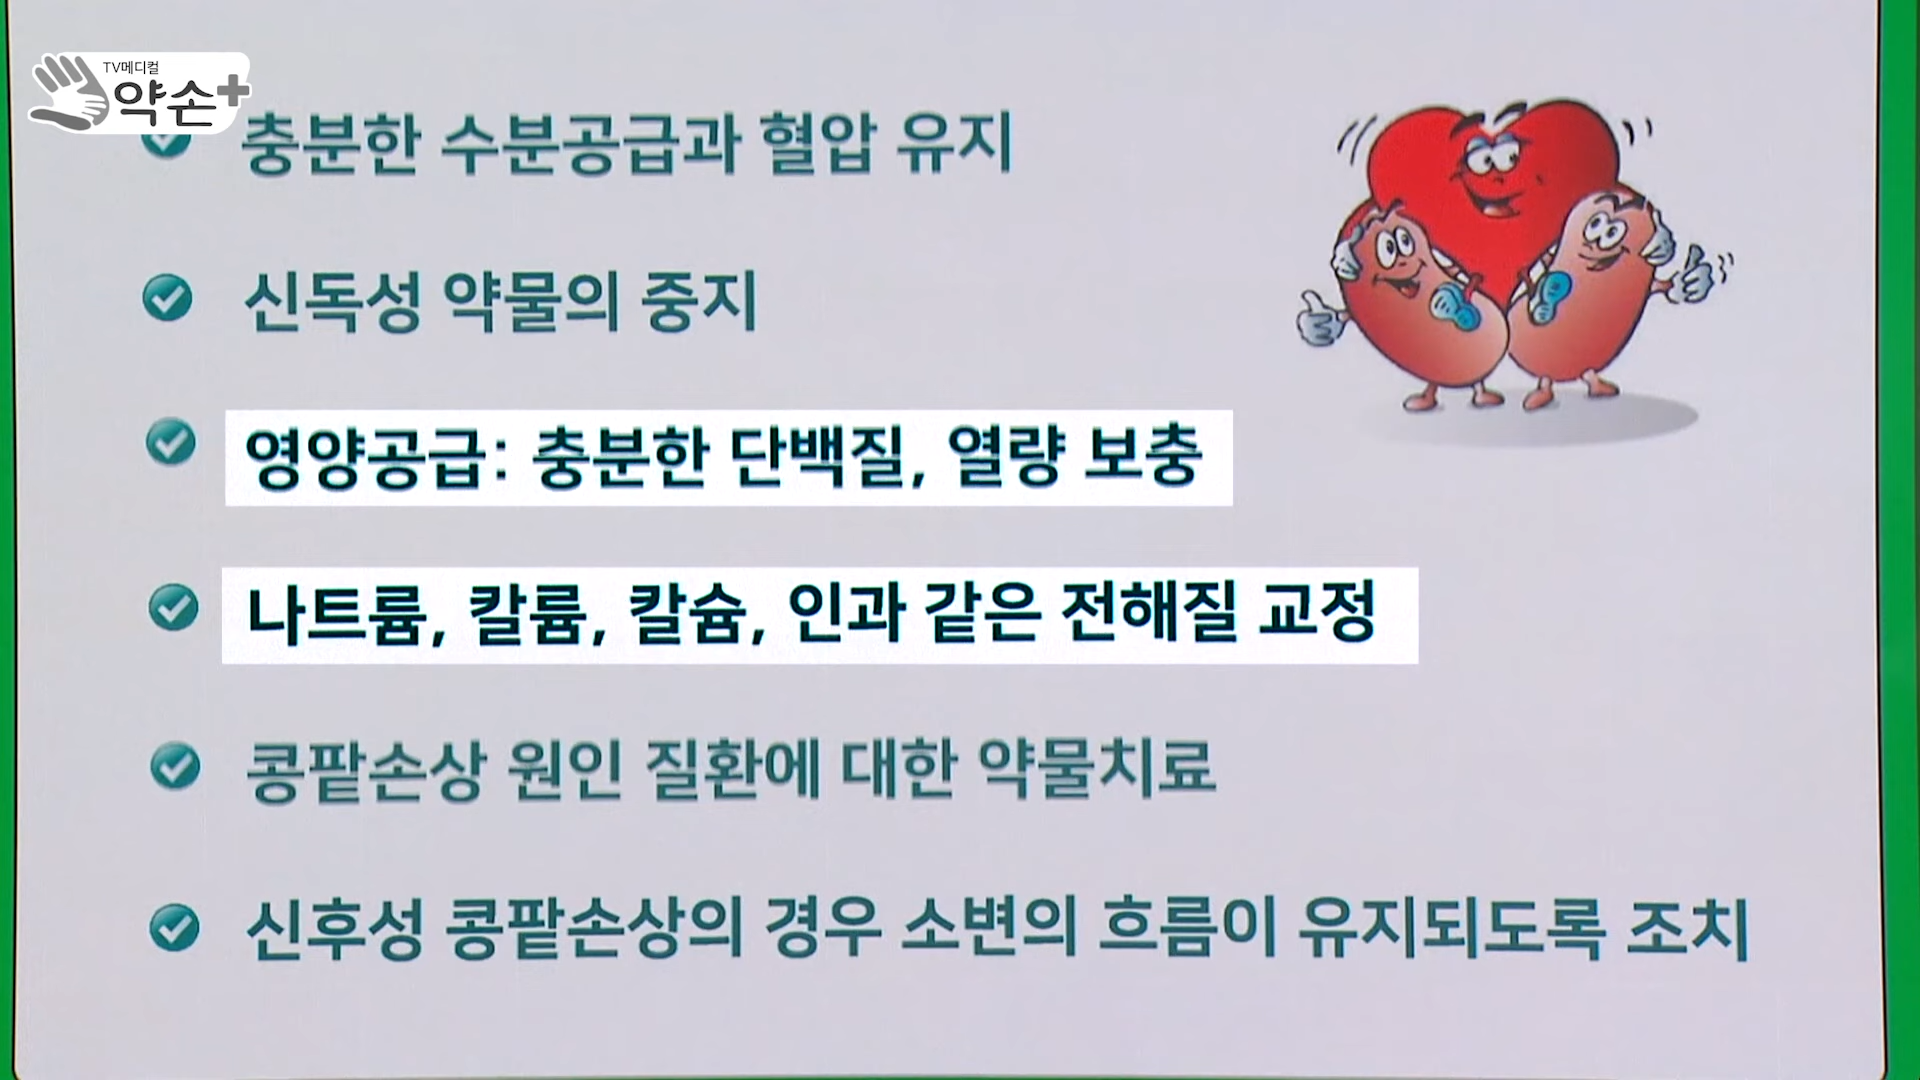 TV메디컬
약손+
충분한 수분공급과 혈압 유지
신독성 약물의 중지
영양공급: 충분한 단백질, 열량 보충
나트륨, 칼륨, 칼슘, 인과 같은 전해질 교정
콩팥손상 원인 질환에 대한 약물치료
신후성 콩팥손상의 경우 소변의 흐름이 유지되도록 조치